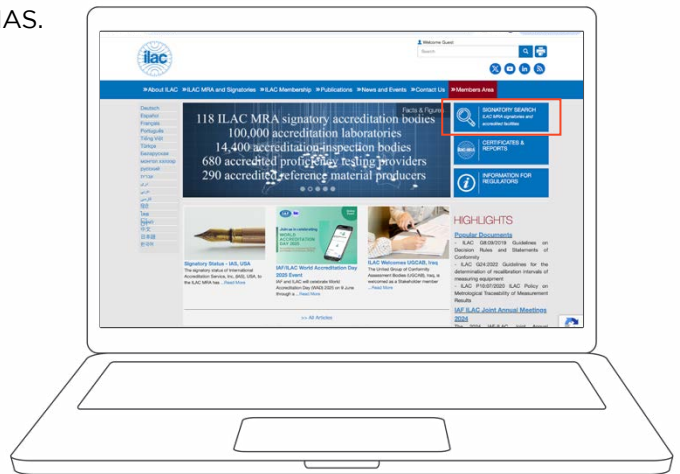 IAS.
Welcome Guest
Search
ilac
»About ILAC »ILAC MRA and Signatories »ILAC Membership »Publications »News and Events »Contact Us »Members Area
Deutsch
Español
Français
Português
Tiếng Việt
Türkçe
Facts & Figures
118 ILAC MRA signatory accreditation bodies
100,000 accreditation laboratories
14,400 accreditation inspection bodies
680 accredited proficiency testing providers
290 accredited reference material producers
SIGNATORY SEARCH
ILAC MRA signatories and
accredited facilities
CERTIFICATES &
REPORTS
INFORMATION FOR
REGULATORS
HIGHLIGHTS
Popular Documents
- ILAC G8:09/2019 Guidelines on
Decision Rules and Statements of
Conformity
- ILAC G24:2022 Guidelines for the
determination of recalibration intervals of
measuring equipment
- ILAC P10:07/2020 ILAC Policy on
Metrological Traceability of Measurement
Results
IAF ILAC Joint Annual Meetings
2024
The 2024 IAF-ILAC Joint Annual
Signatory Status - IAS, USA
The signatory status of International
Accreditation Service, Inc. (IAS), USA, to
the ILAC MRA has ...Read More
WORLD
ACCREDITATION
DAY 2025
IAF/ILAC World Accreditation Day
2025 Event
IAF and ILAC will celebrate World
Accreditation Day (WAD) 2025 on 9 June
through a ...Read More
ILAC Welcomes UGCAB, Iraq
The United Group of Conformity
Assessment Bodies (UGCAB), Iraq, is
welcomed as a Stakeholder member
...Read More
>> All Articles